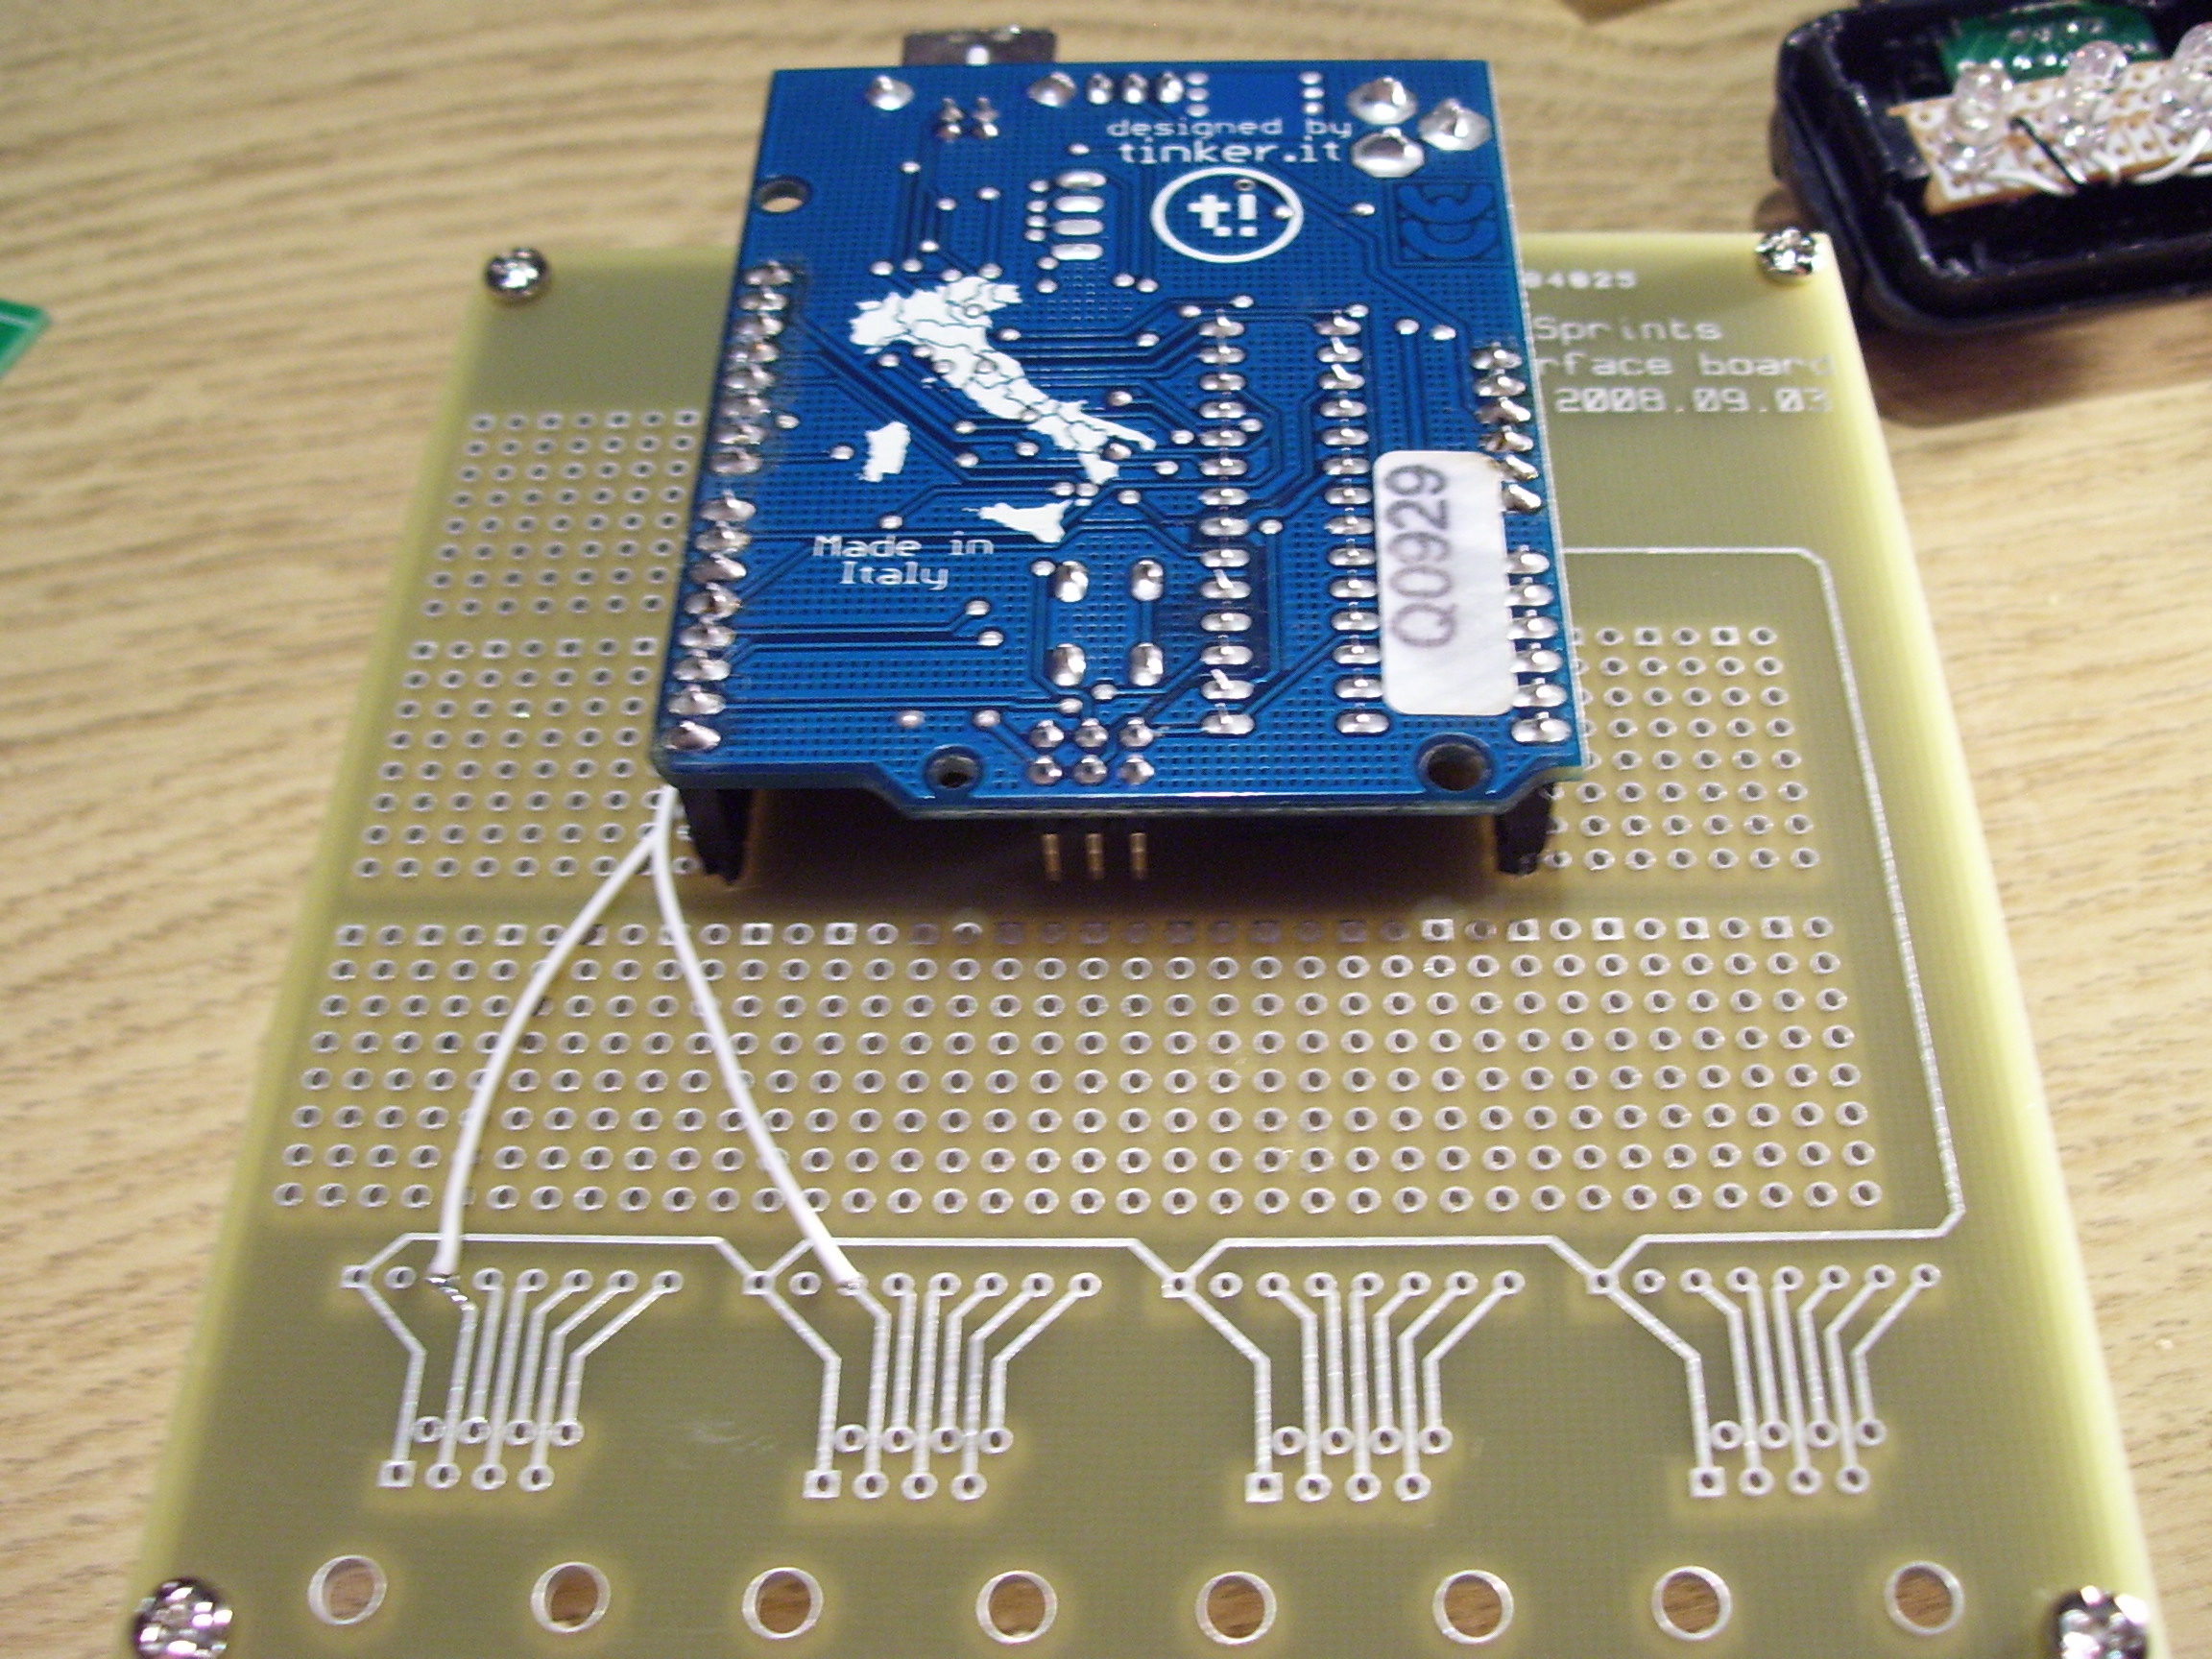 designed by
tinker.it
t!
Made in
Italy
Q0929
04025
Sprints
rface board
2008.09.03